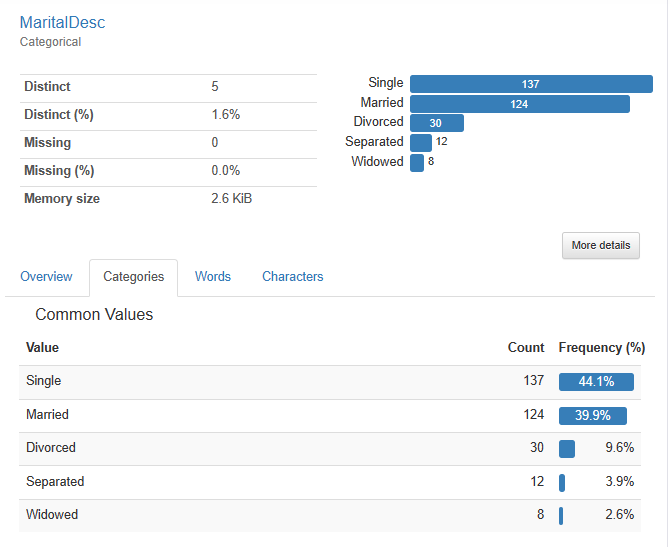 MaritalDesc
Categorical
Distinct 5
Distinct (%) 1.6%
Missing 0
Missing (%) 0.0%
Memory size 2.6 KiB
Single 137
Married 124
Divorced 30
Separated 12
Widowed 8
More details
Overview Categories Words Characters
Common Values
Value Count Frequency (%)
Single 137 44.1%
Married 124 39.9%
Divorced 30 9.6%
Separated 12 3.9%
Widowed 8 2.6%